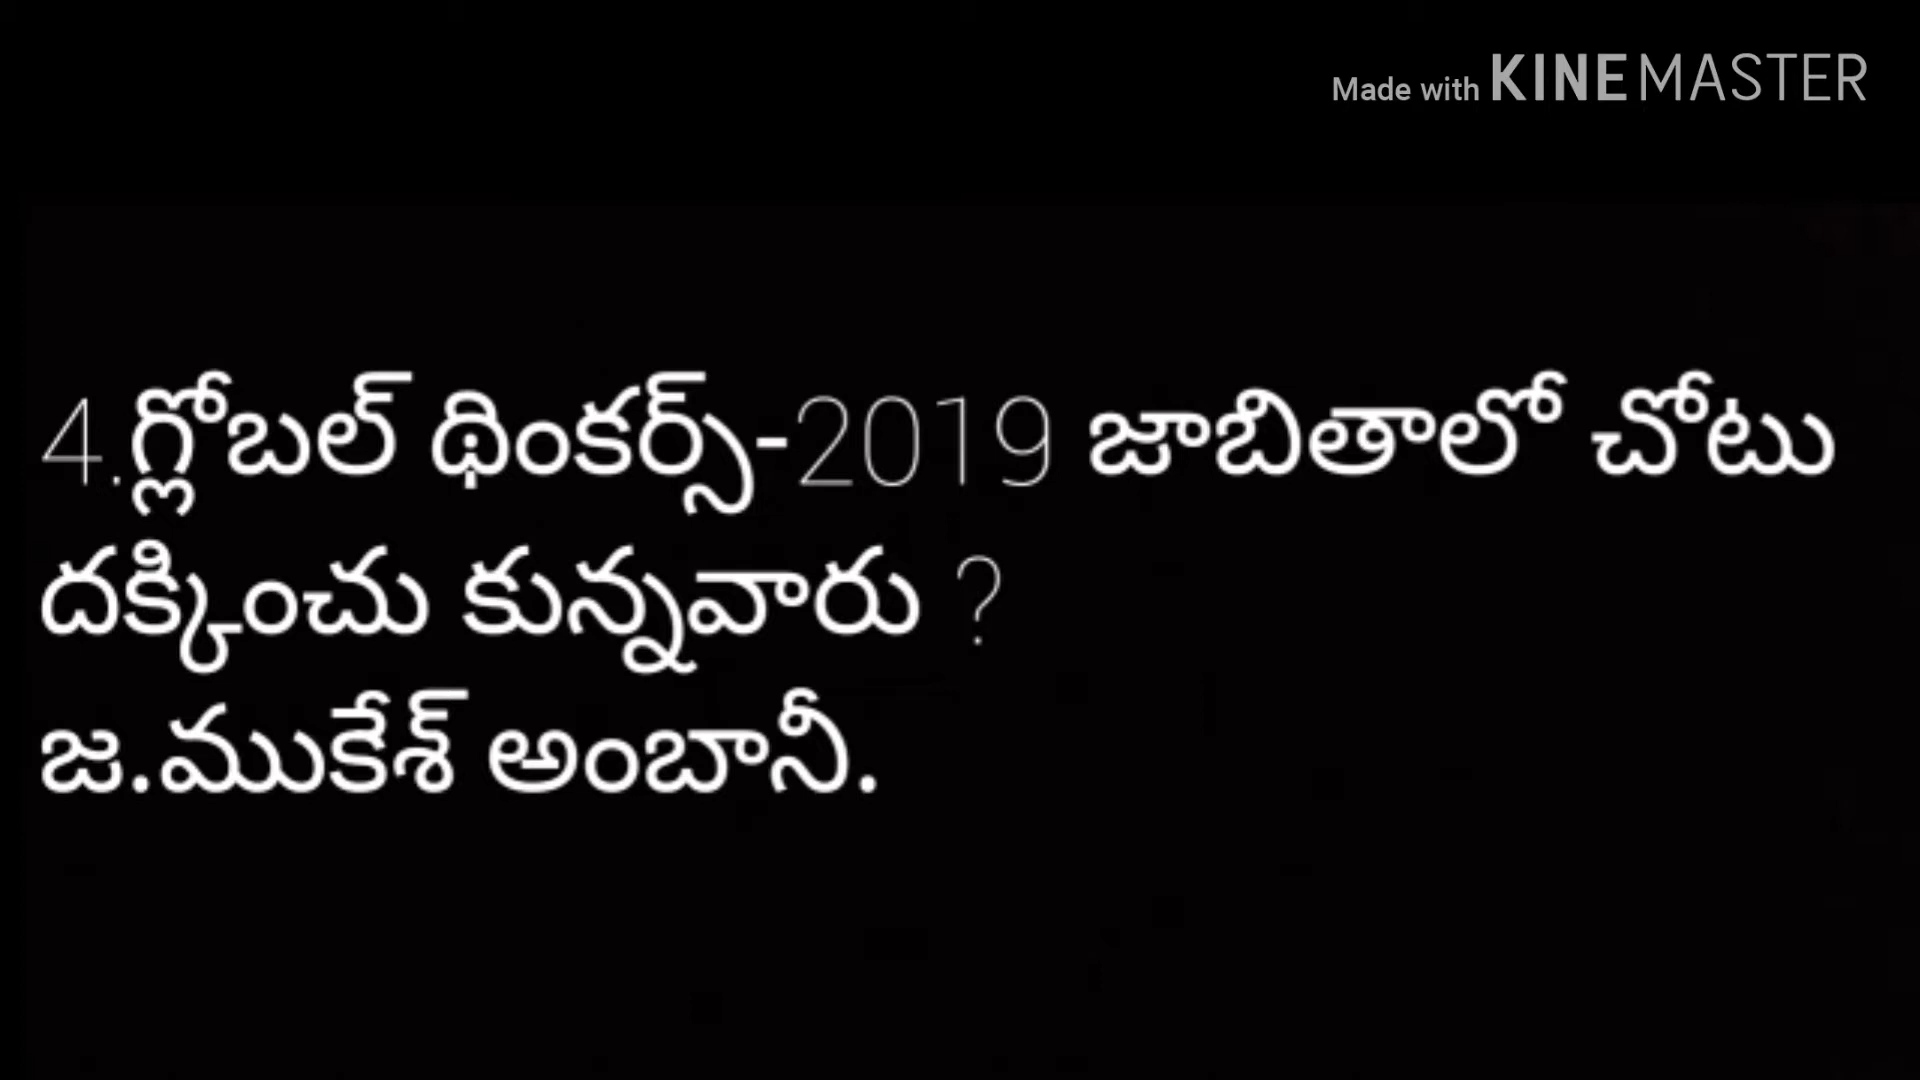 Made with KINEMASTER
4.గ్లోబల్ థింకర్స్-2019 జాబితాలో చోటు
దక్కించు కున్నవారు ?
జ.ముకేశ్ అంబానీ.